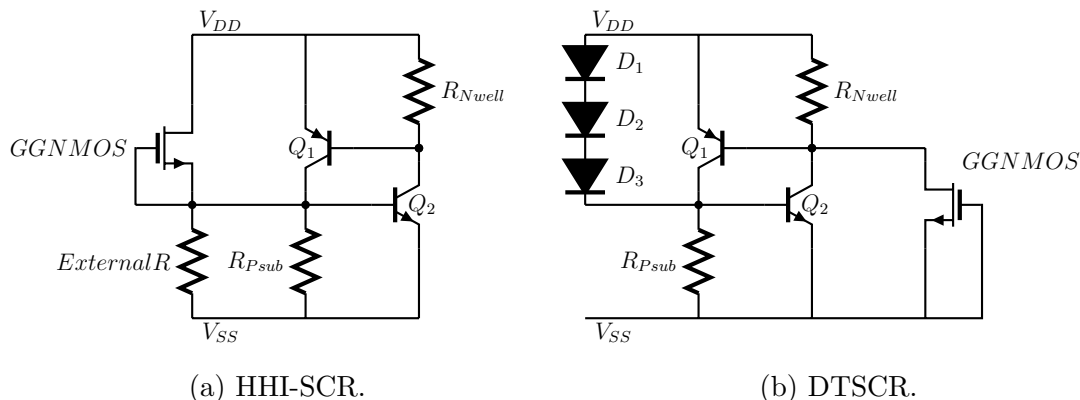 V_DD
R_Nwell
GGNMOS
Q_1
Q_2
ExternalR
R_Psub
V_SS
(a) HHI-SCR.
V_DD
D_1
R_Nwell
D_2
Q_1
GGNMOS
D_3
Q_2
R_Psub
V_SS
(b) DTSCR.